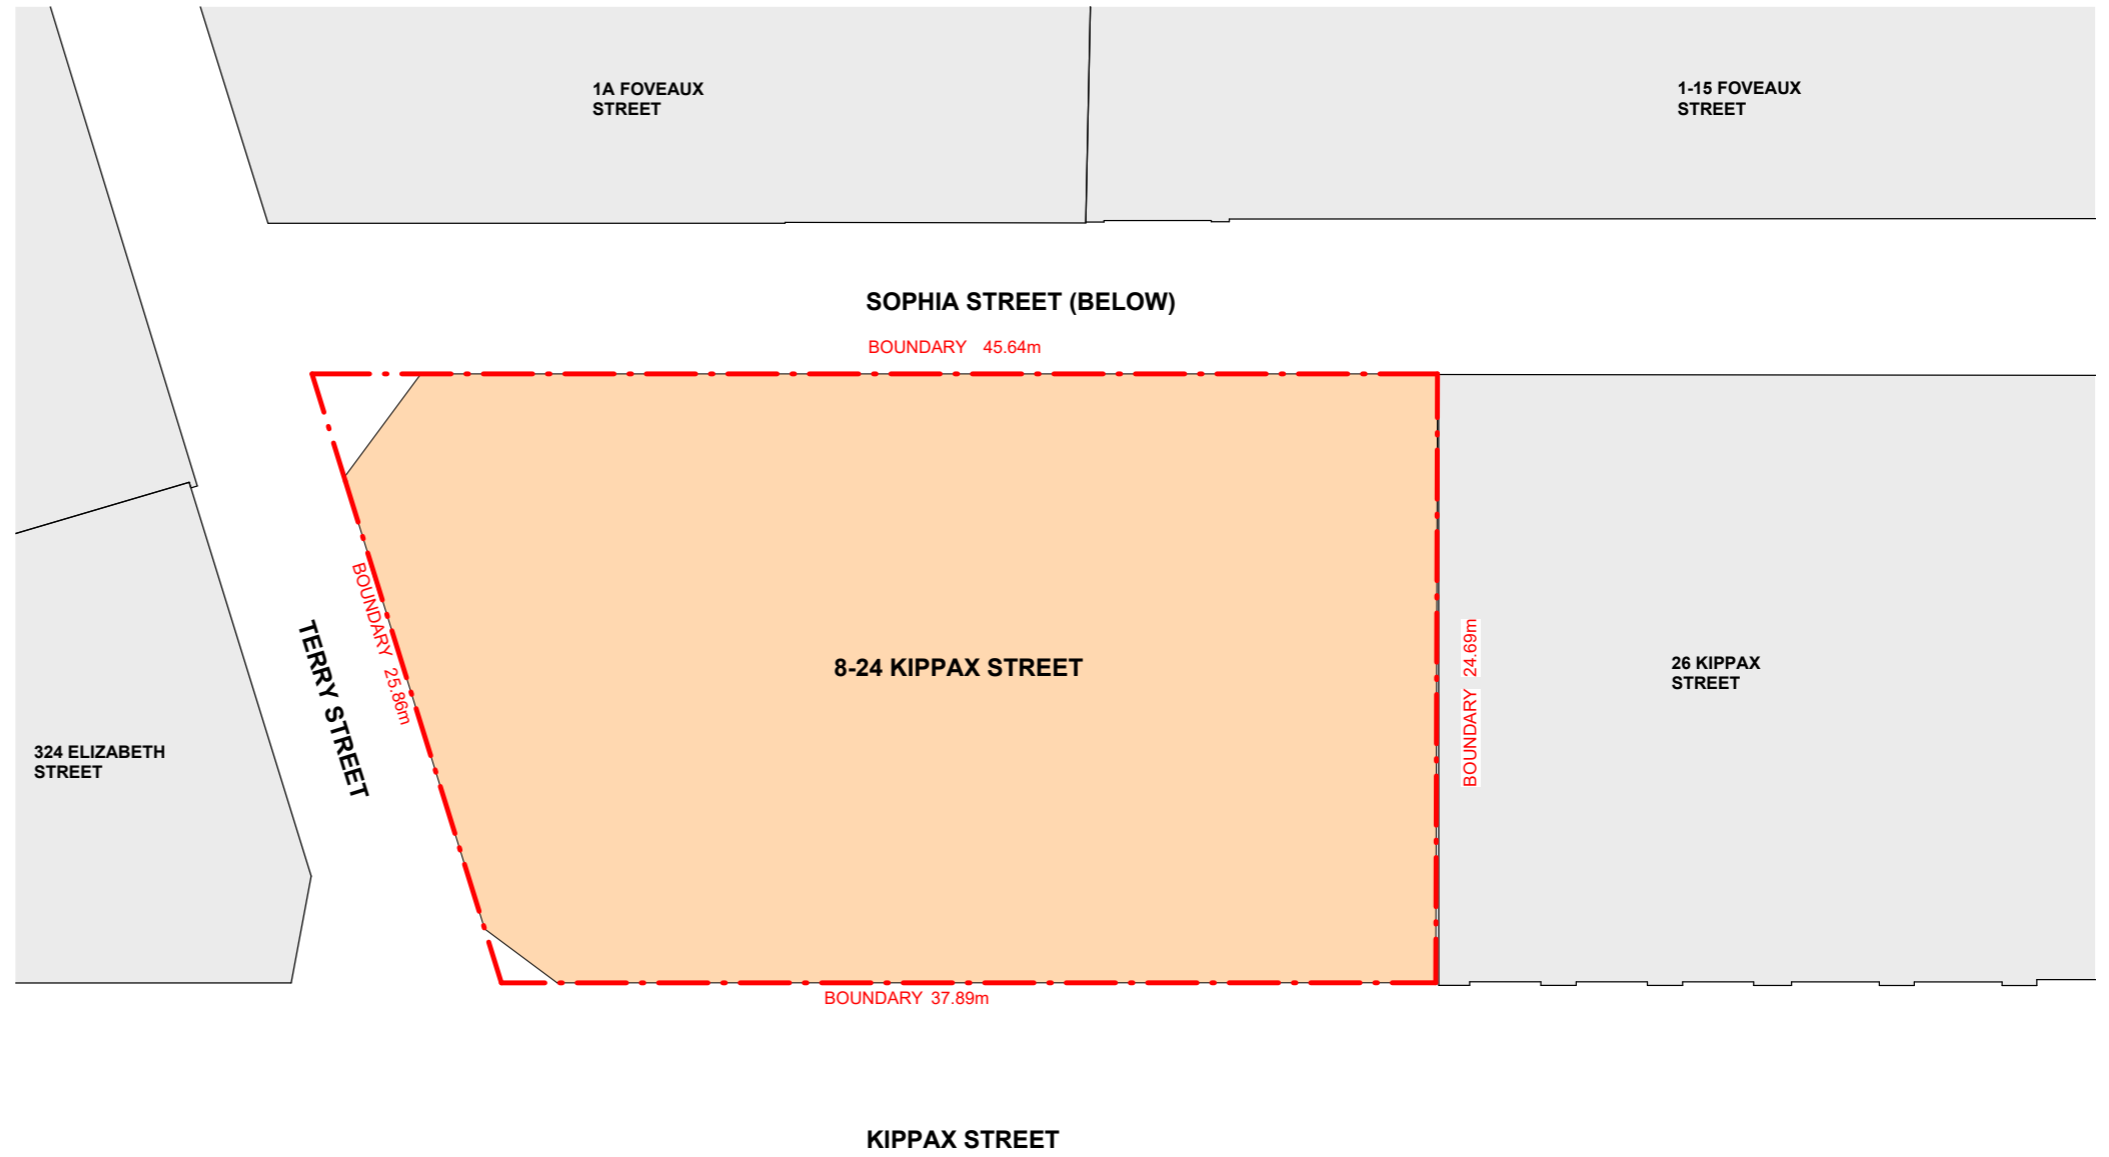 1A FOVEAUX
STREET
1-15 FOVEAUX
STREET
SOPHIA STREET (BELOW)
BOUNDARY 45.64m
BOUNDARY 25.86m
TERRY STREET
8-24 KIPPAX STREET
BOUNDARY 24.69m
26 KIPPAX
STREET
324 ELIZABETH
STREET
BOUNDARY 37.89m
KIPPAX STREET